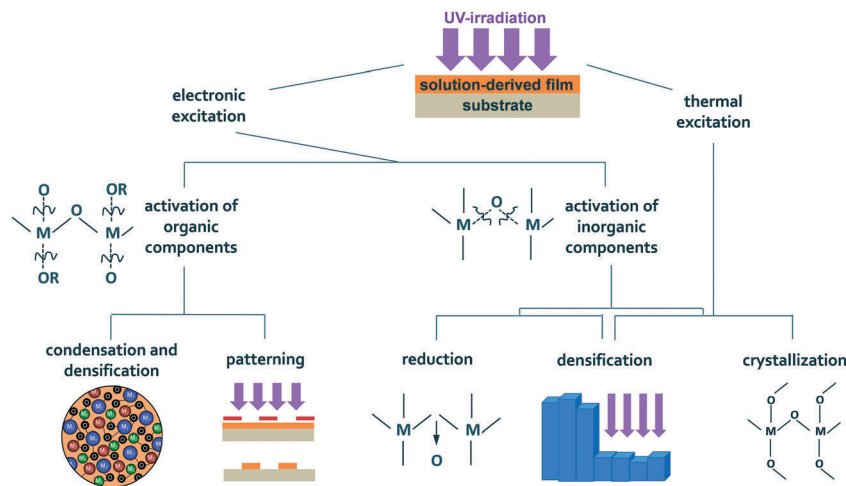 UV-irradiation
solution-derived film
substrate
electronic
excitation
thermal
excitation
O OR
O
M M
OR O
activation of
organic
components
O
M M
activation of
inorganic
components
condensation and
densification
patterning
reduction
densification
crystallization
M M
O
O O
O
M M
O O